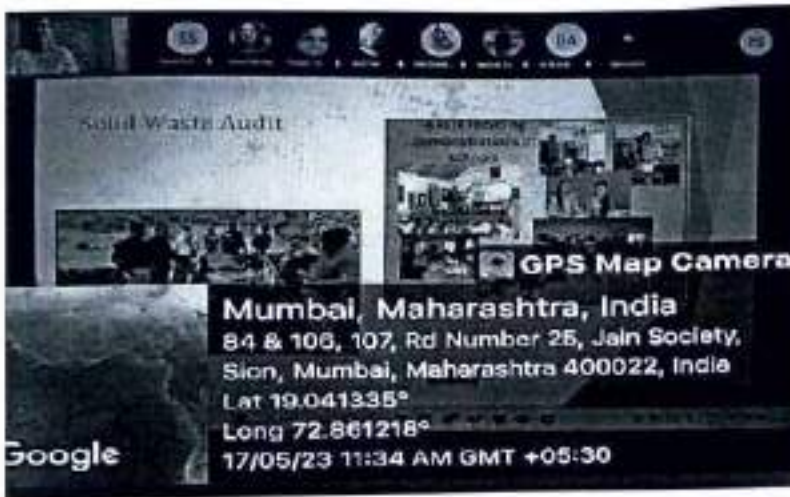 SS
DA
Solid Waste Audit
GPS Map Camera
Mumbai, Maharashtra, India
84 & 106, 107, Rd Number 25, Jain Society,
Sion, Mumbai, Maharashtra 400022, India
Lat 19.041335°
Long 72.861218°
17/05/23 11:34 AM GMT +05:30
Google